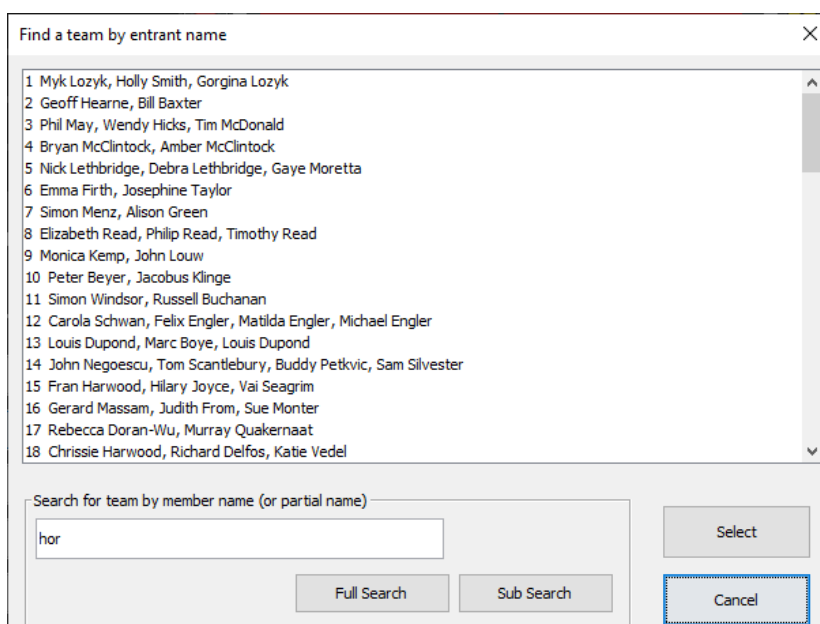 Find a team by entrant name
1 Myk Lozyk, Holly Smith, Gorgina Lozyk
2 Geoff Hearne, Bill Baxter
3 Phil May, Wendy Hicks, Tim McDonald
4 Bryan McClintock, Amber McClintock
5 Nick Lethbridge, Debra Lethbridge, Gaye Moretta
6 Emma Firth, Josephine Taylor
7 Simon Menz, Alison Green
8 Elizabeth Read, Philip Read, Timothy Read
9 Monica Kemp, John Louw
10 Peter Beyer, Jacobus Klinge
11 Simon Windsor, Russell Buchanan
12 Carola Schwan, Felix Engler, Matilda Engler, Michael Engler
13 Louis Dupond, Marc Boye, Louis Dupond
14 John Negoescu, Tom Scantlebury, Buddy Petkvic, Sam Silvester
15 Fran Harwood, Hilary Joyce, Vai Seagrim
16 Gerard Massam, Judith From, Sue Monter
17 Rebecca Doran-Wu, Murray Quakernaat
18 Chrissie Harwood, Richard Delfos, Katie Vedel
Search for team by member name (or partial name)
hor
Select
Full Search
Sub Search
Cancel